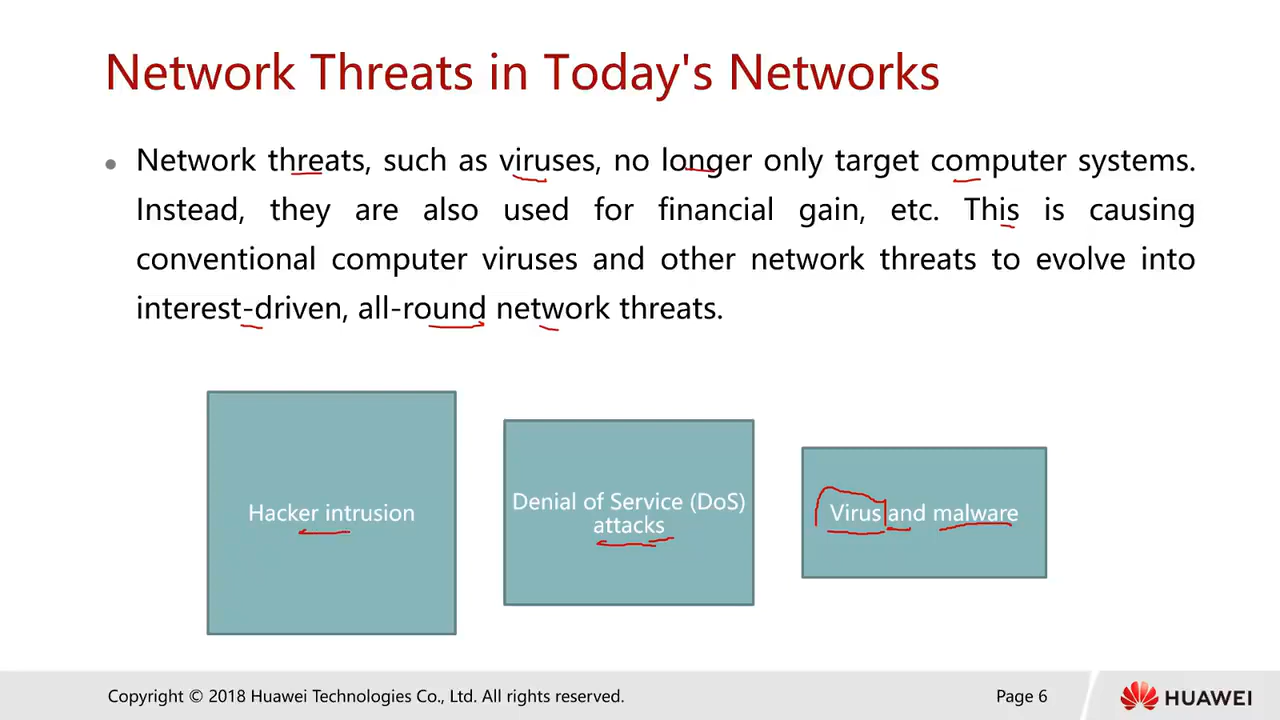 Network Threats in Today's Networks
Network threats, such as viruses, no longer only target computer systems.
Instead, they are also used for financial gain, etc. This is causing
conventional computer viruses and other network threats to evolve into
interest-driven, all-round network threats.
Hacker intrusion
Denial of Service (DoS)
attacks
Virus and malware
Copyright © 2018 Huawei Technologies Co., Ltd. All rights reserved.
Page 6
HUAWEI